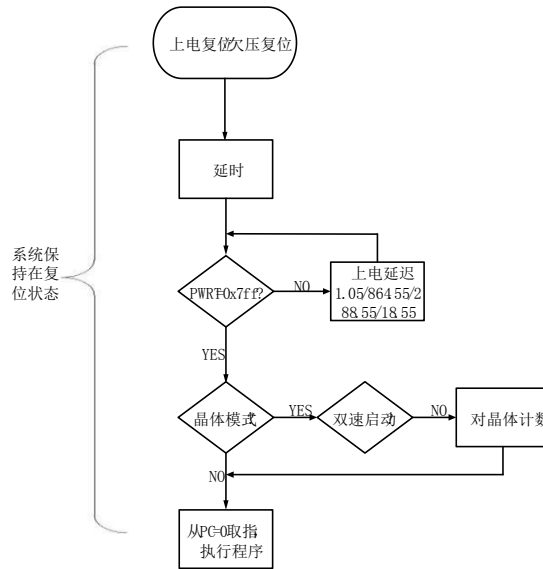 上电复位欠压复位
延时
系统保
持在复
位状态
PWRT=0x7ff?
NO
上电延迟
1.05/864.55/2
88.55/18.55
YES
晶体模式?
YES
双速启动?
NO
对晶体计数
NO
从PC=0取指,
执行程序